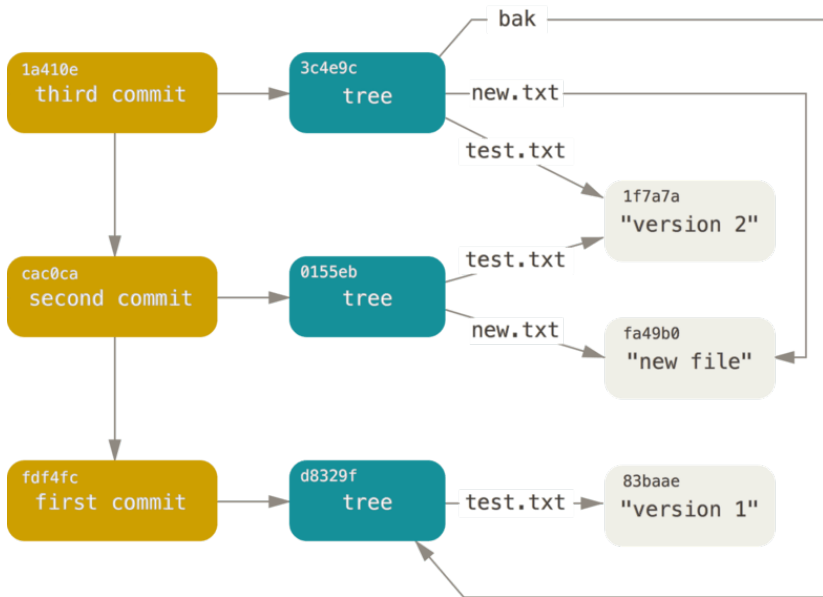 bak
1a410e
third commit
3c4e9c
tree
new.txt
test.txt
1f7a7a
"version 2"
cac0ca
second commit
0155eb
tree
test.txt
new.txt
fa49b0
"new file"
fdf4fc
first commit
d8329f
tree
test.txt
83baae
"version 1"